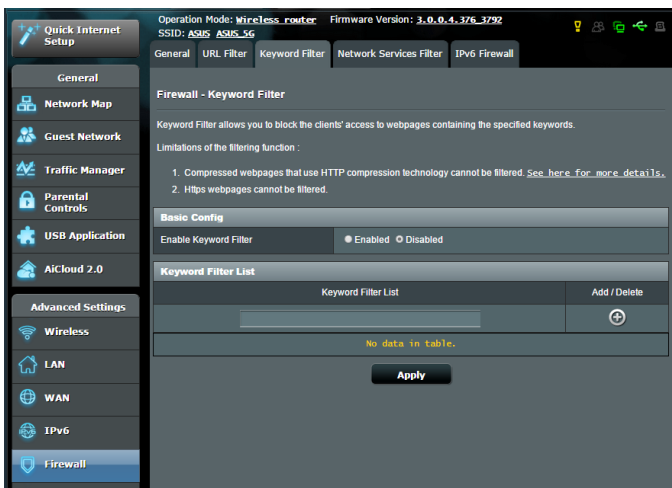 Quick Internet Setup
Operation Mode: Wireless router Firmware Version: 3.0.0.4.376_3792
SSID: ASUS ASUS_5G
General URL Filter Keyword Filter Network Services Filter IPv6 Firewall
General
Network Map
Guest Network
Traffic Manager
Parental Controls
USB Application
AiCloud 2.0
Advanced Settings
Wireless
LAN
WAN
IPv6
Firewall
Firewall - Keyword Filter
Keyword Filter allows you to block the clients' access to webpages containing the specified keywords.
Limitations of the filtering function :
1. Compressed webpages that use HTTP compression technology cannot be filtered. See here for more details.
2. Https webpages cannot be filtered.
Basic Config
Enable Keyword Filter Enabled Disabled
Keyword Filter List
Keyword Filter List Add / Delete
No data in table.
Apply